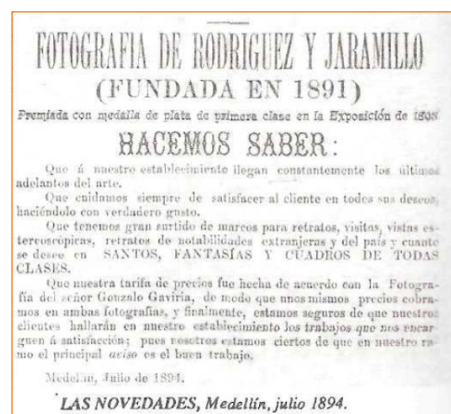 FOTOGRAFIA DE RODRIGUEZ Y JARAMILLO
(FUNDADA EN 1891)
Premiada con medalla de plata de primera clase en la Exposición de
HACEMOS SABER:
Que á nuestro establecimiento llegan constantemente los últimos
adelantos del arte.
Que cuidamos siempre de satisfacer al cliente en todos sus deseos,
haciéndolo con verdadero gusto.
Que tenemos gran surtido de marcos para retratos, visitas, vistas es-
tereoscópicas, retratos de notabilidades extranjeras y del país y cuanto
se desee en SANTOS, FANTASÍAS Y CUADROS DE TODAS
CLASES.
Que nuestra tarifa de precios fue hecha de acuerdo con la Fotogra-
fía del señor Gonzalo Gaviria, de modo que unos mismos precios cobra-
mos en ambas fotografías, y finalmente, estamos seguros de que nuestros
clientes hallarán en nuestro establecimiento los trabajos que nos encar
guen á satisfacción; pues nosotros estamos ciertos de que en nuestro ra-
mo el principal aviso es el buen trabajo.
Medellín, Julio de 1894.
LAS NOVEDADES, Medellín, julio 1894.